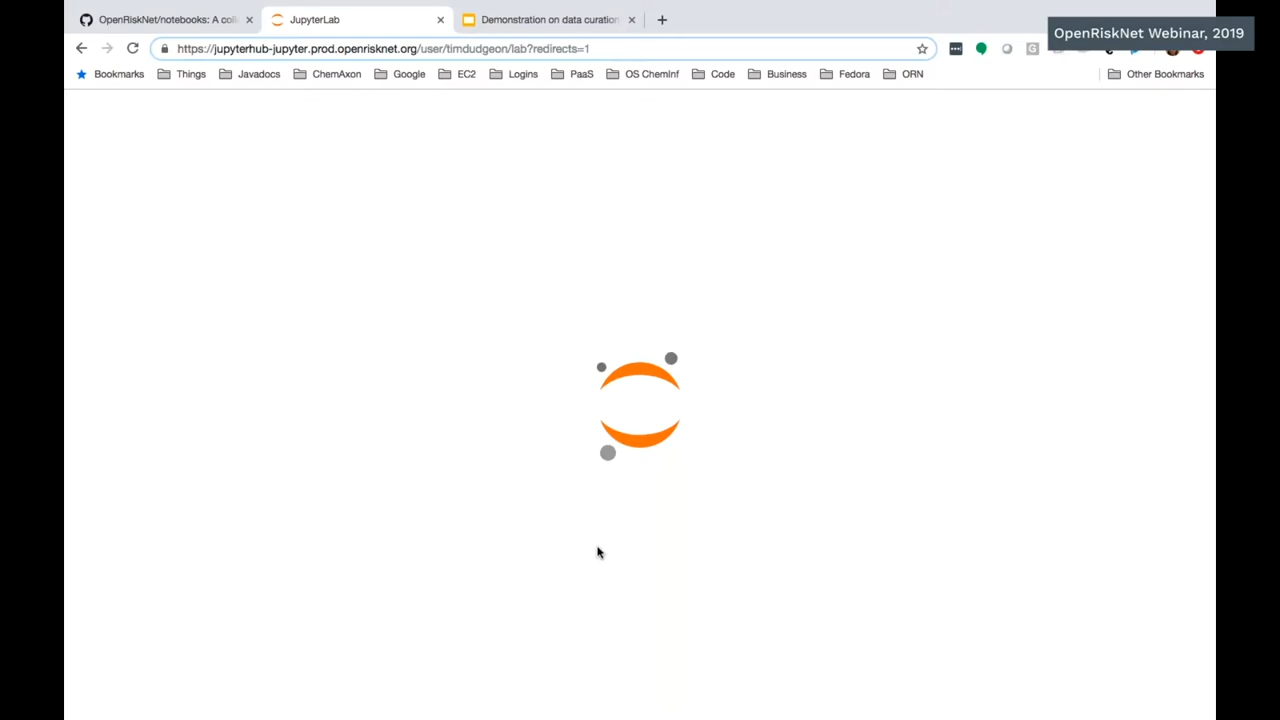 OpenRiskNet/notebooks: A coll
JupyterLab
Demonstration on data curation
OpenRiskNet Webinar, 2019
https://jupyterhub-jupyter.prod.openrisknet.org/user/timdudgeon/lab?redirects=1
Bookmarks Things Javadocs ChemAxon Google EC2 Logins PaaS OS ChemInf Code Business Fedora ORN Other Bookmarks